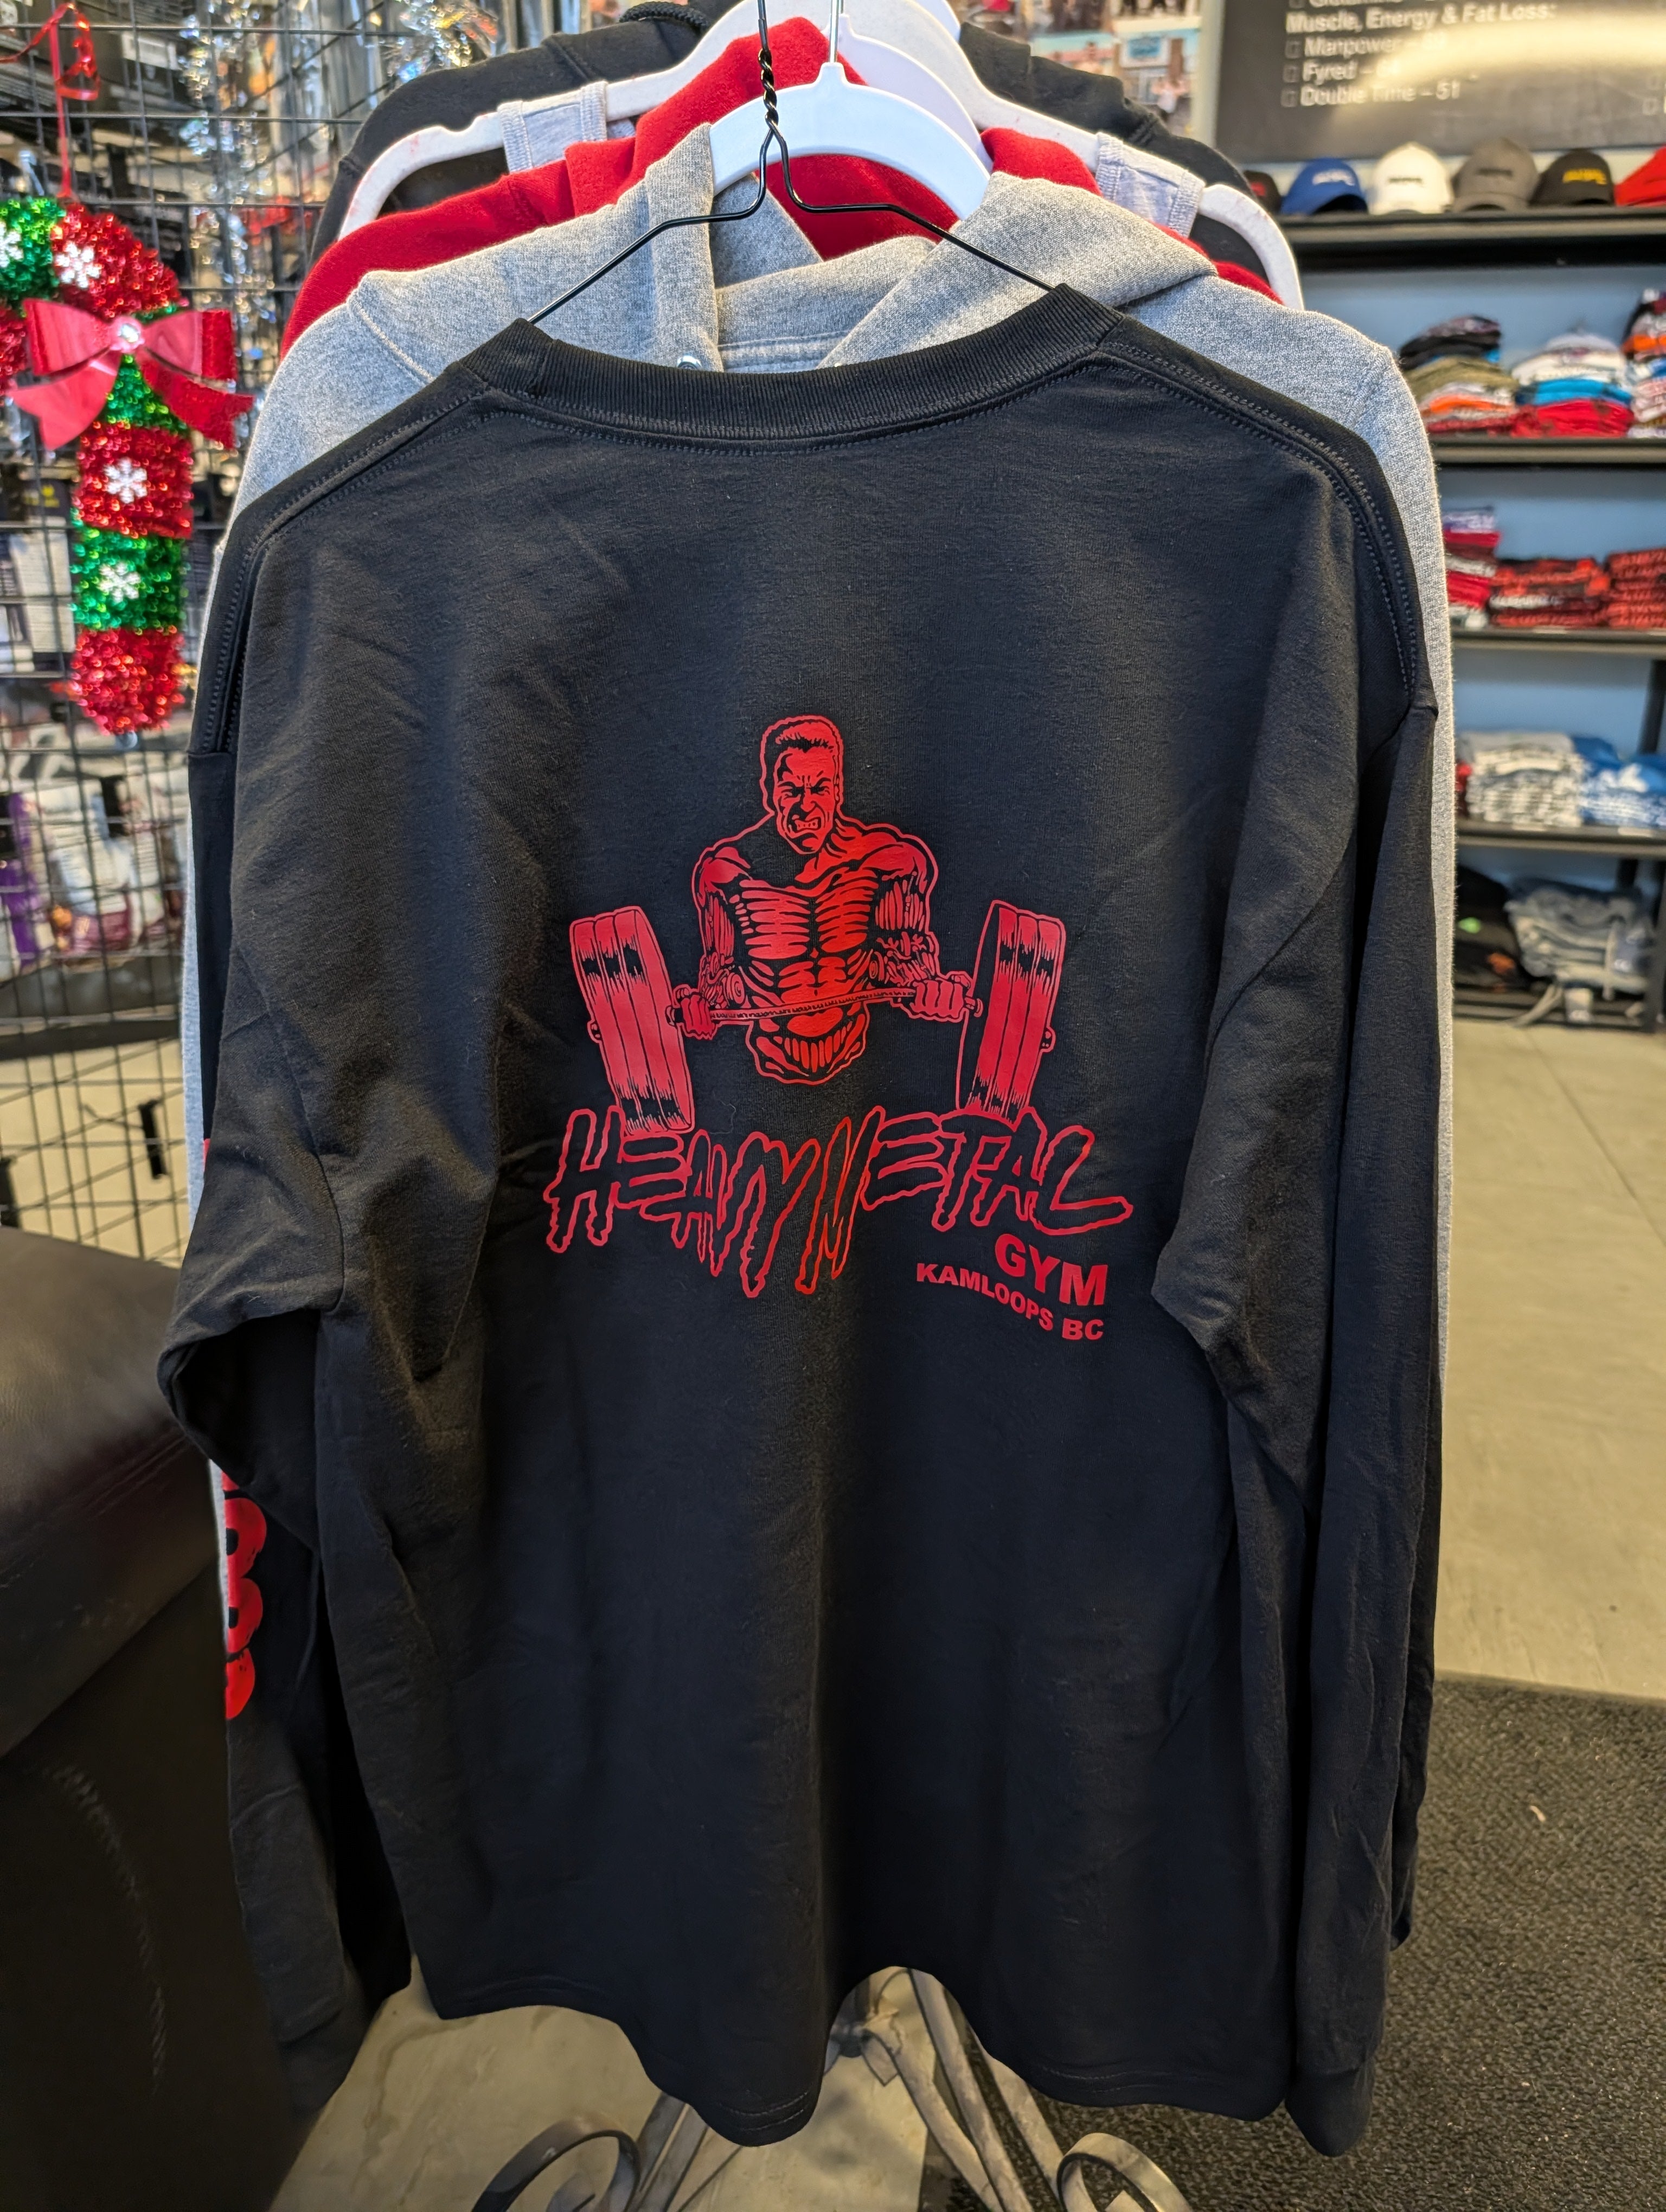 Muscle, Energy & Fat Loss:
Manpower
Fyred
Double Time - 51
HEAVY METAL
GYM
KAMLOOPS BC